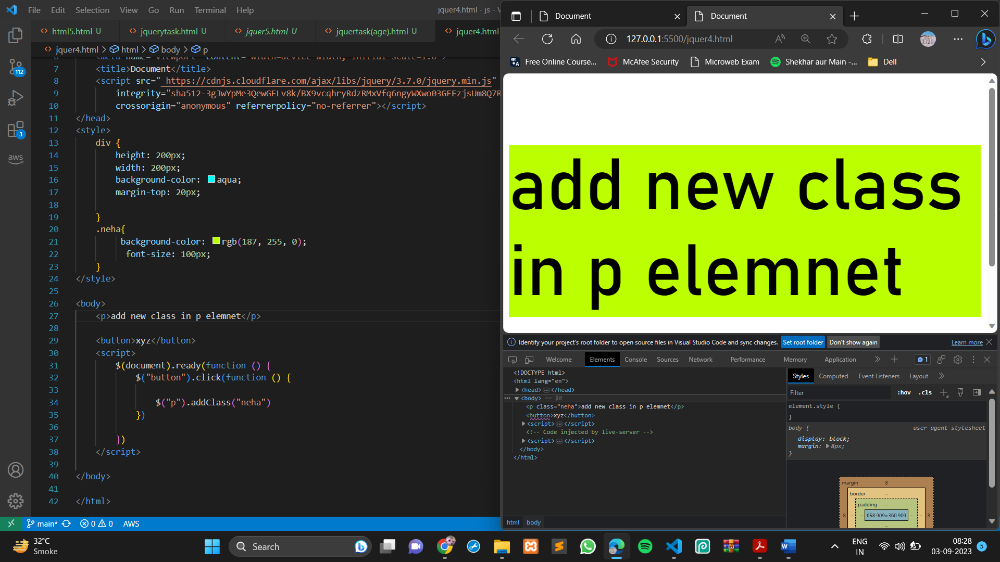 File Edit Selection View Go Run Terminal Help
jquer4.html - js - V
html5.html U jquerytask.html U jquer5.html U jquertask(age).html U jquer4.html
jquer4.html > html > body > p
6 <meta name="viewport" content="width=device-width, initial-scale=1.0">
7 <title>Document</title>
8 <script src=" https://cdnjs.cloudflare.com/ajax/libs/jquery/3.7.0/jquery.min.js"
9 integrity="sha512-3gJwYpMe3QewGELv8k/BX9vcqhryRdzRMxVfq6ngyWXwo03GFEzjsUm8Q7R
10 crossorigin="anonymous" referrerpolicy="no-referrer"></script>
11 </head>
12 <style>
13 div {
14 height: 200px;
15 width: 200px;
16 background-color: aqua;
17 margin-top: 20px;
18
19 }
20 .neha{
21 background-color: rgb(187, 255, 0);
22 font-size: 100px;
23 }
24 </style>
25
26 <body>
27 <p>add new class in p elemnet</p>
28
29 <button>xyz</button>
30 <script>
31 $(document).ready(function () {
32 $("button").click(function () {
33
34 $("p").addClass("neha")
35 })
36
37 })
38 </script>
39
40 </body>
41
42 </html>
112
3
aws
main* 0 0 AWS
Document Document
127.0.0.1:5500/jquer4.html
Free Online Course... McAfee Security Microweb Exam Shekhar aur Main -... Dell
add new class
in p elemnet
Identify your project's root folder to open source files in Visual Studio Code and sync changes. Set root folder Don't show again Learn more
Welcome Elements Console Sources Network Performance Memory Application 1
<!DOCTYPE html>
<html lang="en">
<head>…</head>
<body> == $0
<p class="neha">add new class in p elemnet</p>
<button>xyz</button>
<script>…</script>
<!-- Code injected by live-server -->
<script>…</script>
</body>
</html>
html body
Styles Computed Event Listeners Layout
Filter :hov .cls
element.style {
}
body { user agent stylesheet
display: block;
margin: 8px;
}
margin 8
border –
padding –
8 – – 658.909×360.909 – – 8
–
32°C
Smoke
Search
ENG
IN
08:28
03-09-2023
5